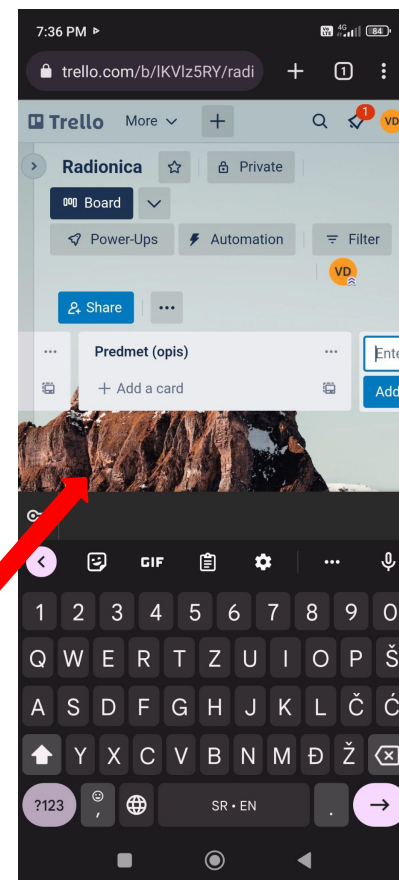 7:36 PM
4G 84
trello.com/b/lKVlz5RY/radi 1
Trello More 1 VD
Radionica Private
Board
Power-Ups Automation Filter
VD
Share
Predmet (opis) Ente
+ Add a card Add
GIF
1 2 3 4 5 6 7 8 9 0
Q W E R T Z U I O P Š
A S D F G H J K L Č Ć
Y X C V B N M Đ Ž
?123 , SR • EN .